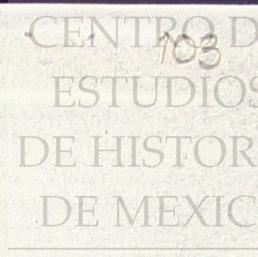 CENTRO D
103
ESTUDIOS
DE HISTOR
DE MEXIC